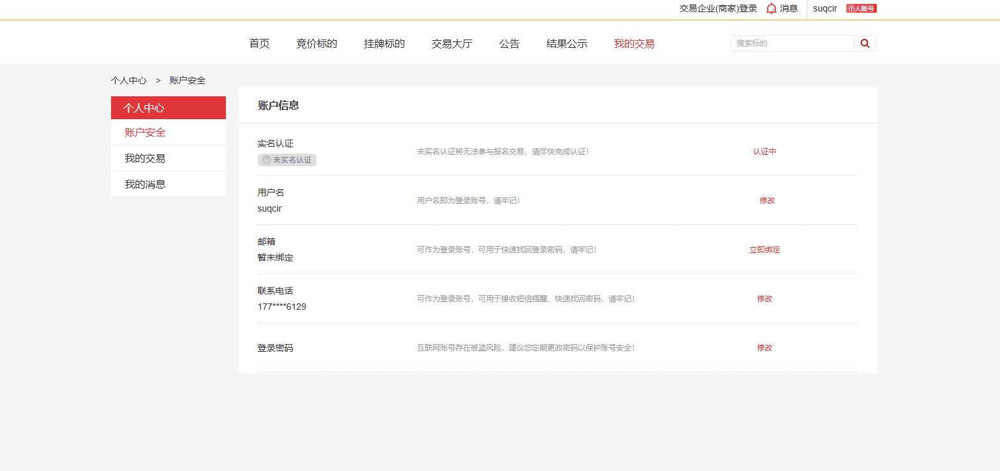 交易企业(商家)登录 消息 suqcir 个人账号
首页 竞价标的 挂牌标的 交易大厅 公告 结果公示 我的交易 搜索标的
个人中心 > 账户安全
个人中心
账户安全
我的交易
我的消息
账户信息
实名认证
未实名认证
未实名认证将无法参与报名交易，请尽快完成认证！
认证中
用户名
suqcir
用户名即为登录账号，请牢记！
修改
邮箱
暂未绑定
可作为登录账号，可用于快速找回登录密码，请牢记！
立即绑定
联系电话
177****6129
可作为登录账号，可用于接收短信提醒、快速找回密码，请牢记！
修改
登录密码
互联网账号存在被盗风险，建议您定期更改密码以保护账号安全！
修改